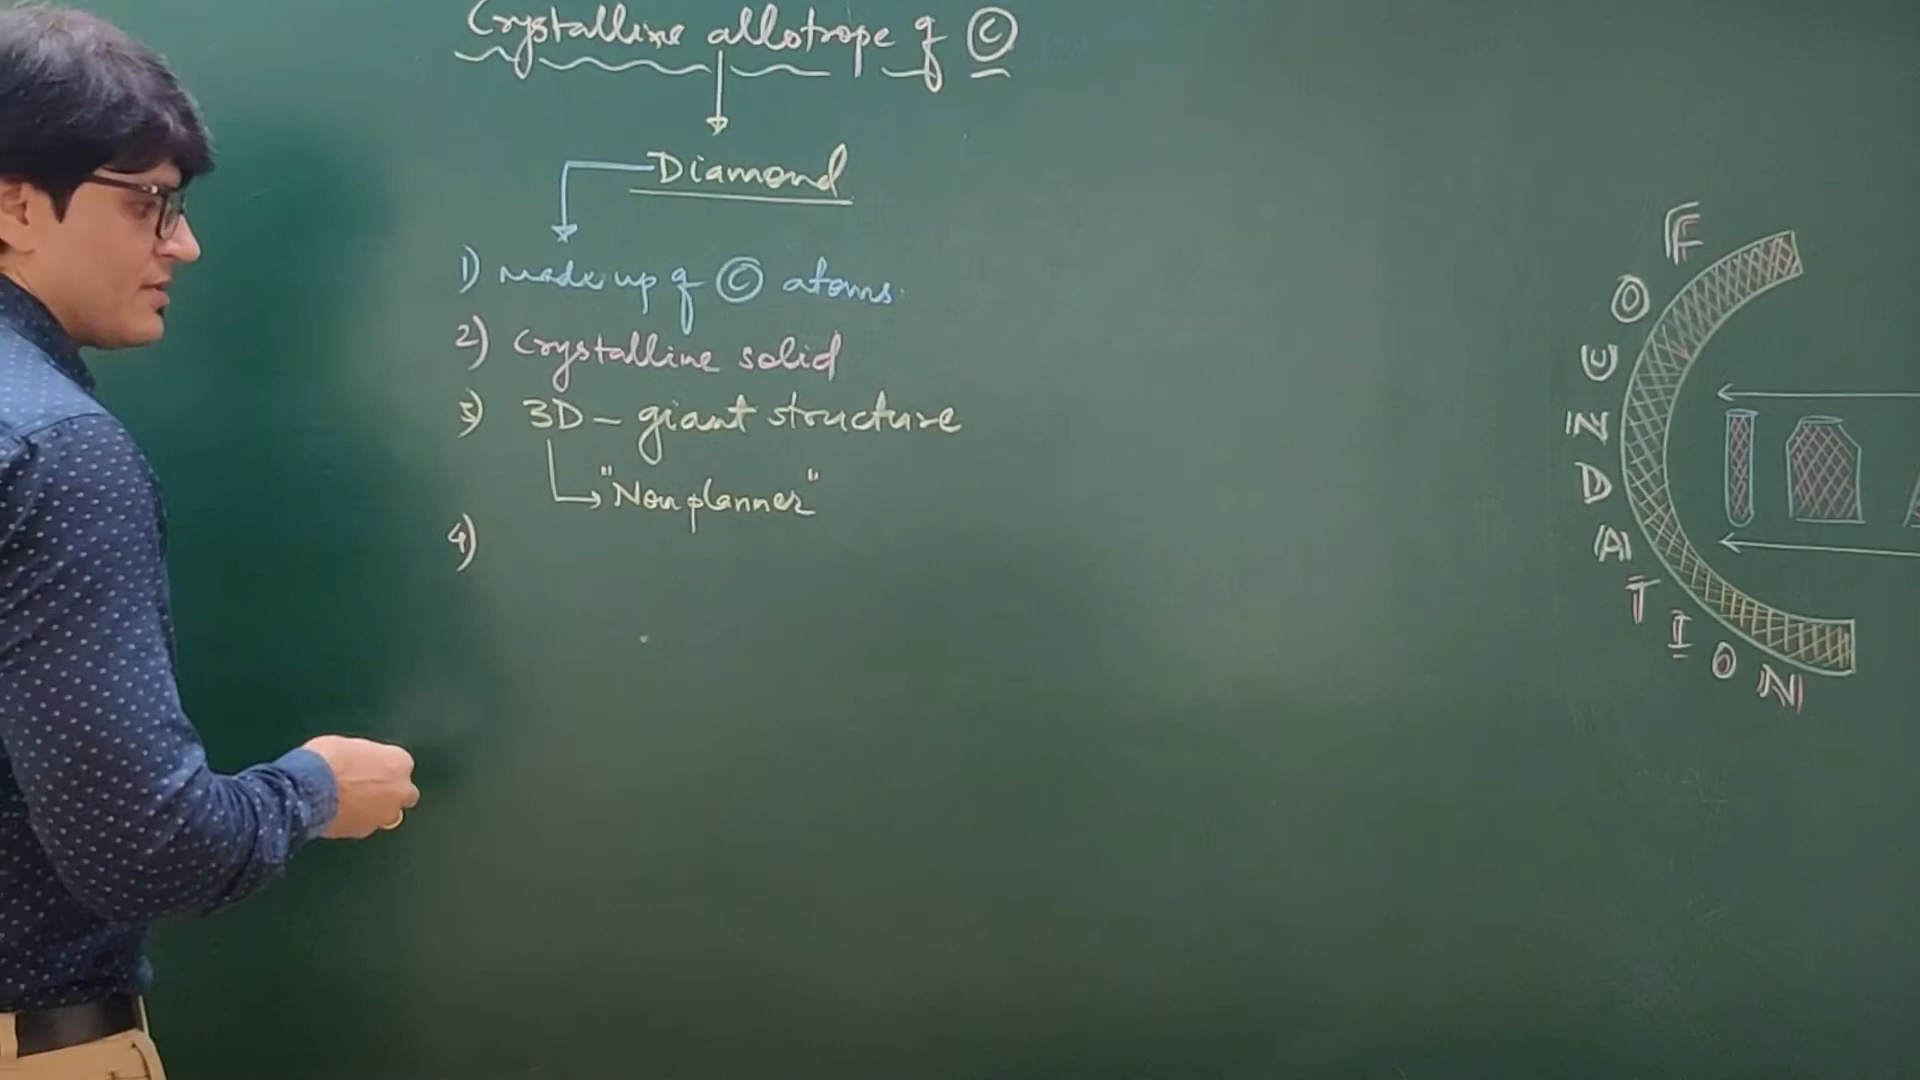 Crystalline allotrope of C
Diamond
1) made up of C atoms.
2) Crystalline solid
3) 3D - giant structure
"Non planner"
4)
FOUNDATION